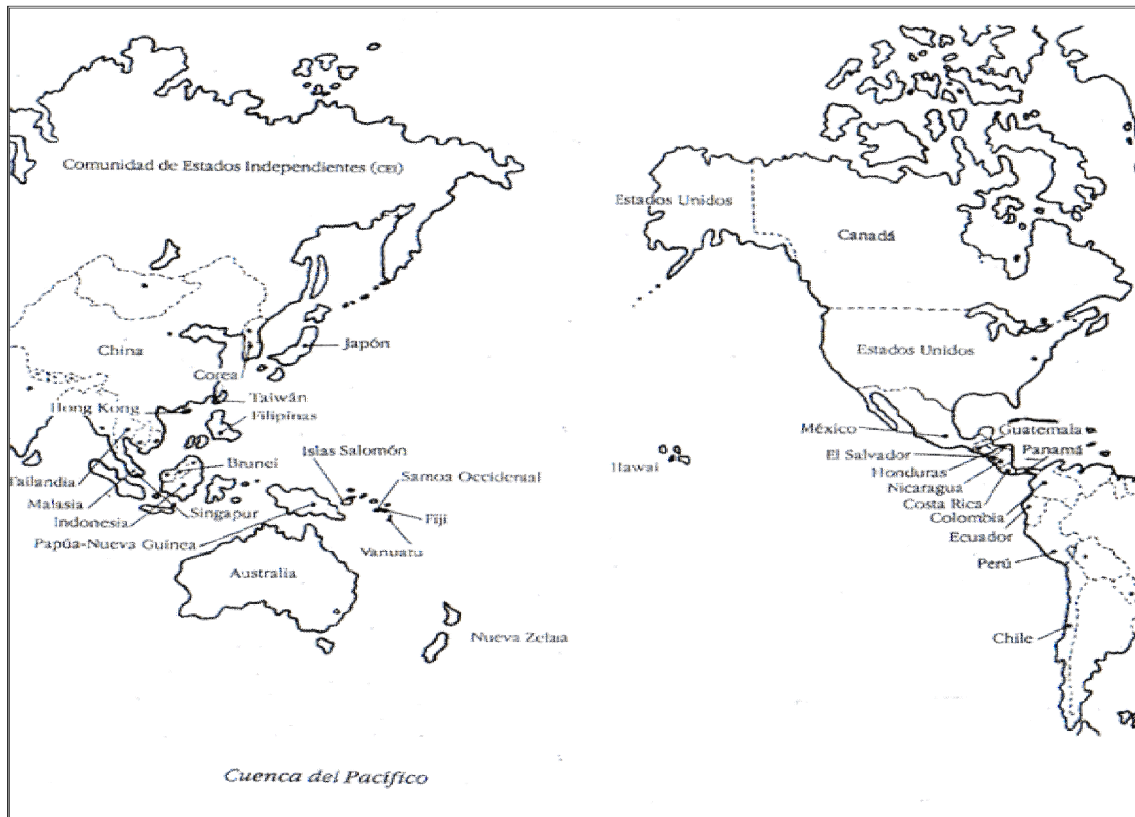 Comunidad de Estados Independientes (CEI)
Estados Unidos
Canadá
China
Japón
Corea
Estados Unidos
Hong Kong
Taiwán
Filipinas
México
Guatemala
Islas Salomón
El Salvador
Panamá
Brunei
Hawai
Honduras
Tailandia
Samoa Occidental
Nicaragua
Malasia
Costa Rica
Singapur
Colombia
Indonesia
Fiji
Ecuador
Papúa-Nueva Guínea
Vanuatu
Perú
Australia
Nueva Zelaia
Chile
Cuenca del Pacífico